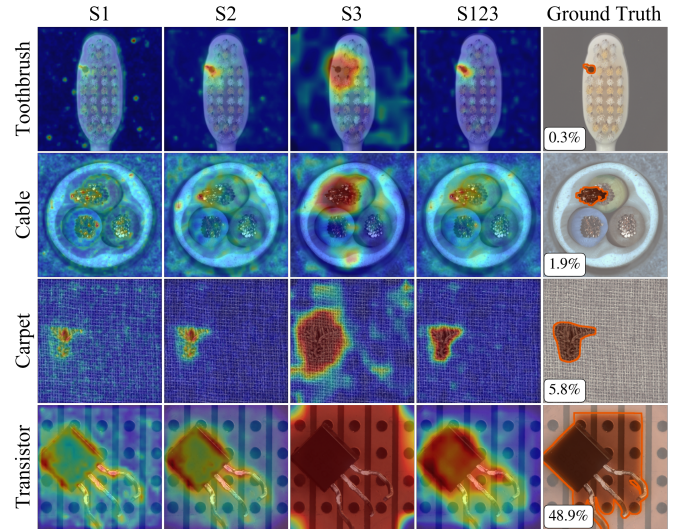 S1 S2 S3 S123 Ground Truth
Toothbrush
0.3%
Cable
1.9%
Carpet
5.8%
Transistor
48.9%